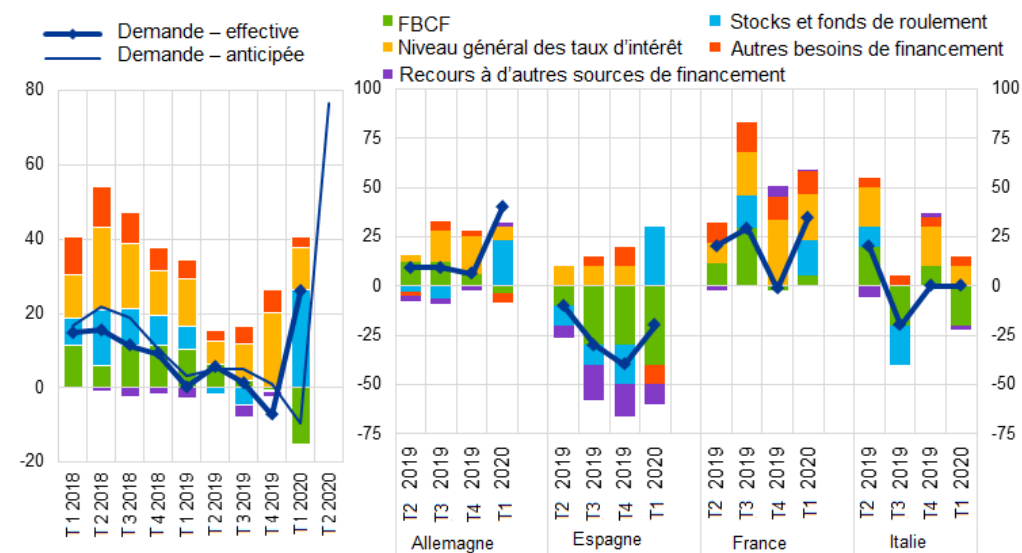 Demande – effective
Demande – anticipée
FBCF
Stocks et fonds de roulement
Niveau général des taux d'intérêt
Autres besoins de financement
Recours à d'autres sources de financement
80
60
40
20
0
-20
100
75
50
25
0
-25
-50
-75
100
75
50
25
0
-25
-50
-75
T1 2018
T2 2018
T3 2018
T4 2018
T1 2019
T2 2019
T3 2019
T4 2019
T1 2020
T2 2020
T2 2019
T3 2019
T4 2019
T1 2020
T2 2019
T3 2019
T4 2019
T1 2020
T2 2019
T3 2019
T4 2019
T1 2020
T2 2019
T3 2019
T4 2019
T1 2020
Allemagne
Espagne
France
Italie